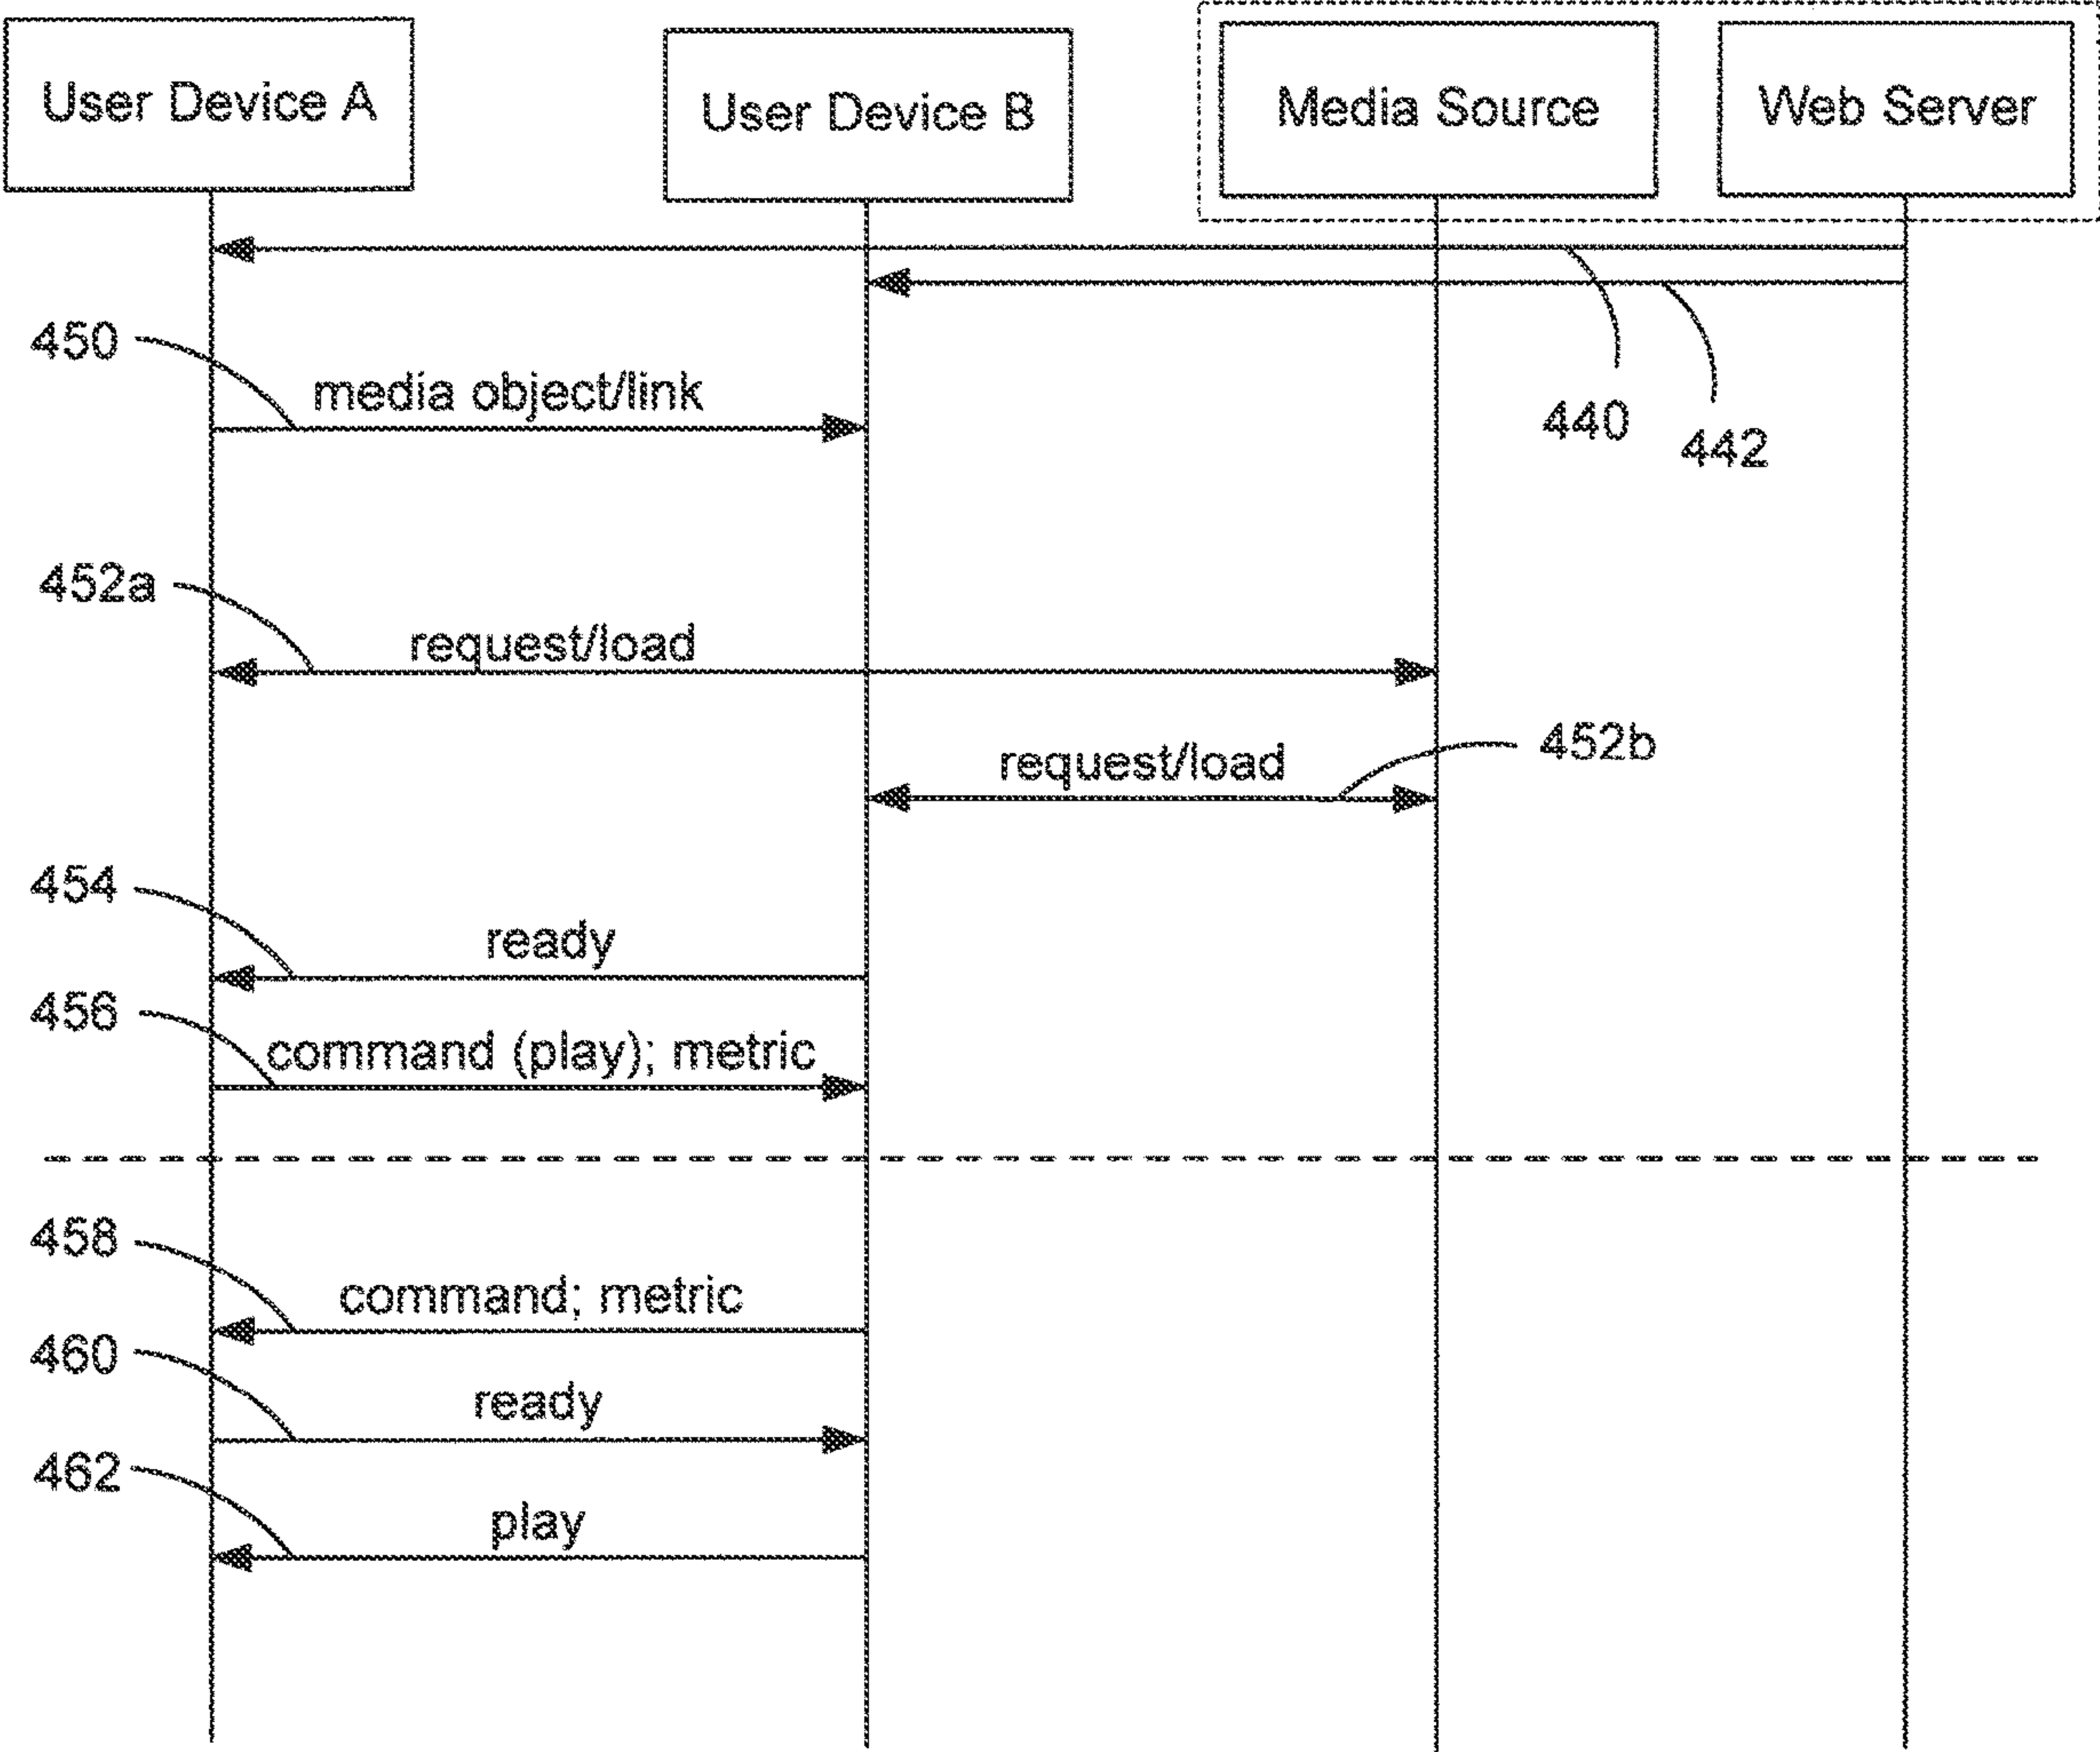 User Device A
User Device B
Media Source
Web Server
450
media object/link
440
442
452a
request/load
request/load
452b
454
ready
456
command (play); metric
458
command; metric
460
ready
462
play